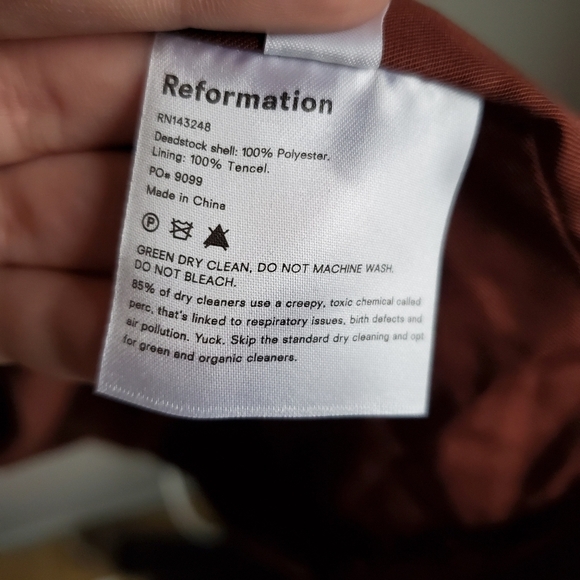 Reformation
RN143248
Deadstock shell: 100% Polyester.
Lining: 100% Tencel.
PO# 9099
Made in China
P
GREEN DRY CLEAN, DO NOT MACHINE WASH,
DO NOT BLEACH.
85% of dry cleaners use a creepy, toxic chemical called
perc, that's linked to respiratory issues, birth defects and
air pollution. Yuck. Skip the standard dry cleaning and opt
for green and organic cleaners.